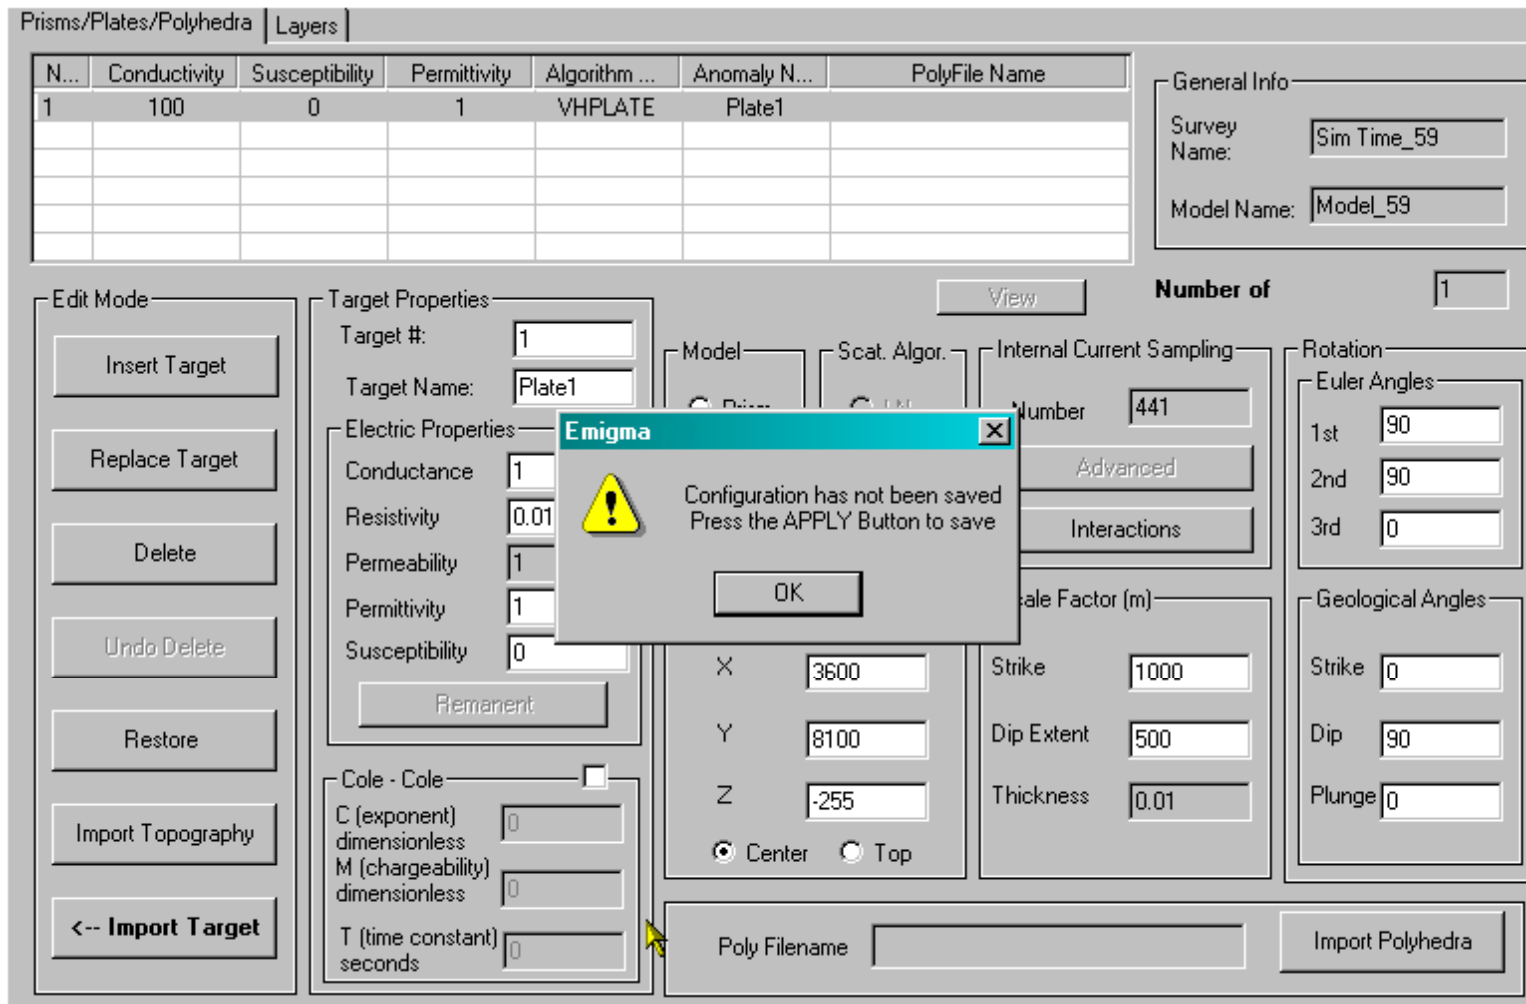 Prisms/Plates/Polyhedra Layers
N... Conductivity Susceptibility Permittivity Algorithm ... Anomaly N... PolyFile Name
1 100 0 1 VHPLATE Plate1
General Info
Survey Name: Sim Time_59
Model Name: Model_59
View
Number of 1
Edit Mode
Insert Target
Replace Target
Delete
Undo Delete
Restore
Import Topography
<-- Import Target
Target Properties
Target #: 1
Target Name: Plate1
Electric Properties
Conductance 1
Resistivity 0.01
Permeability 1
Permittivity 1
Susceptibility 0
Remanent
Cole - Cole
C (exponent)
dimensionless 0
M (chargeability)
dimensionless 0
T (time constant)
seconds 0
Model
Scat. Algor.
Emigma
Configuration has not been saved
Press the APPLY Button to save
OK
X 3600
Y 8100
Z -255
Center Top
Internal Current Sampling
Number 441
Advanced
Interactions
Scale Factor (m)
Strike 1000
Dip Extent 500
Thickness 0.01
Rotation
Euler Angles
1st 90
2nd 90
3rd 0
Geological Angles
Strike 0
Dip 90
Plunge 0
Poly Filename
Import Polyhedra